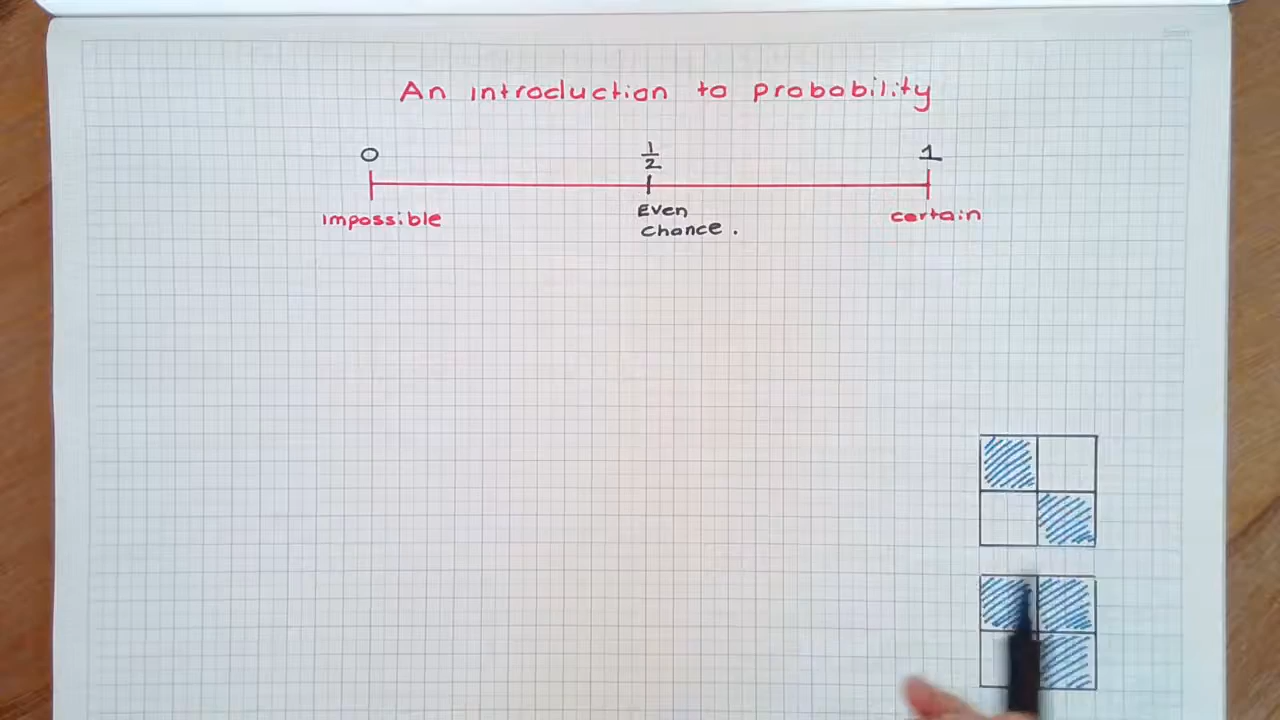 An introduction to probability
0
1/2
1
impossible
Even
chance .
certain